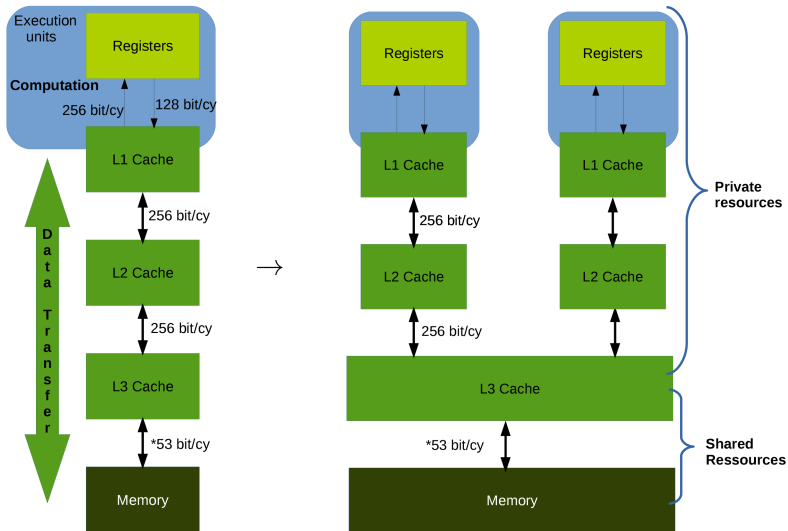 Execution
units
Registers
Computation
256 bit/cy
128 bit/cy
L1 Cache
256 bit/cy
L2 Cache
256 bit/cy
L3 Cache
*53 bit/cy
Memory
Data Transfer
→
Registers
Registers
L1 Cache
L1 Cache
256 bit/cy
L2 Cache
L2 Cache
256 bit/cy
L3 Cache
*53 bit/cy
Memory
Private
resources
Shared
Ressources